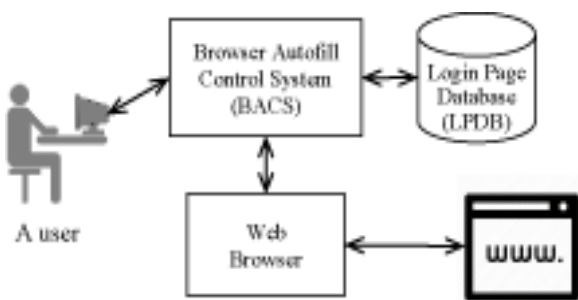 Browser Autofill
Control System
(BACS)
Login Page
Database
(LPDB)
A user
Web
Browser
www.